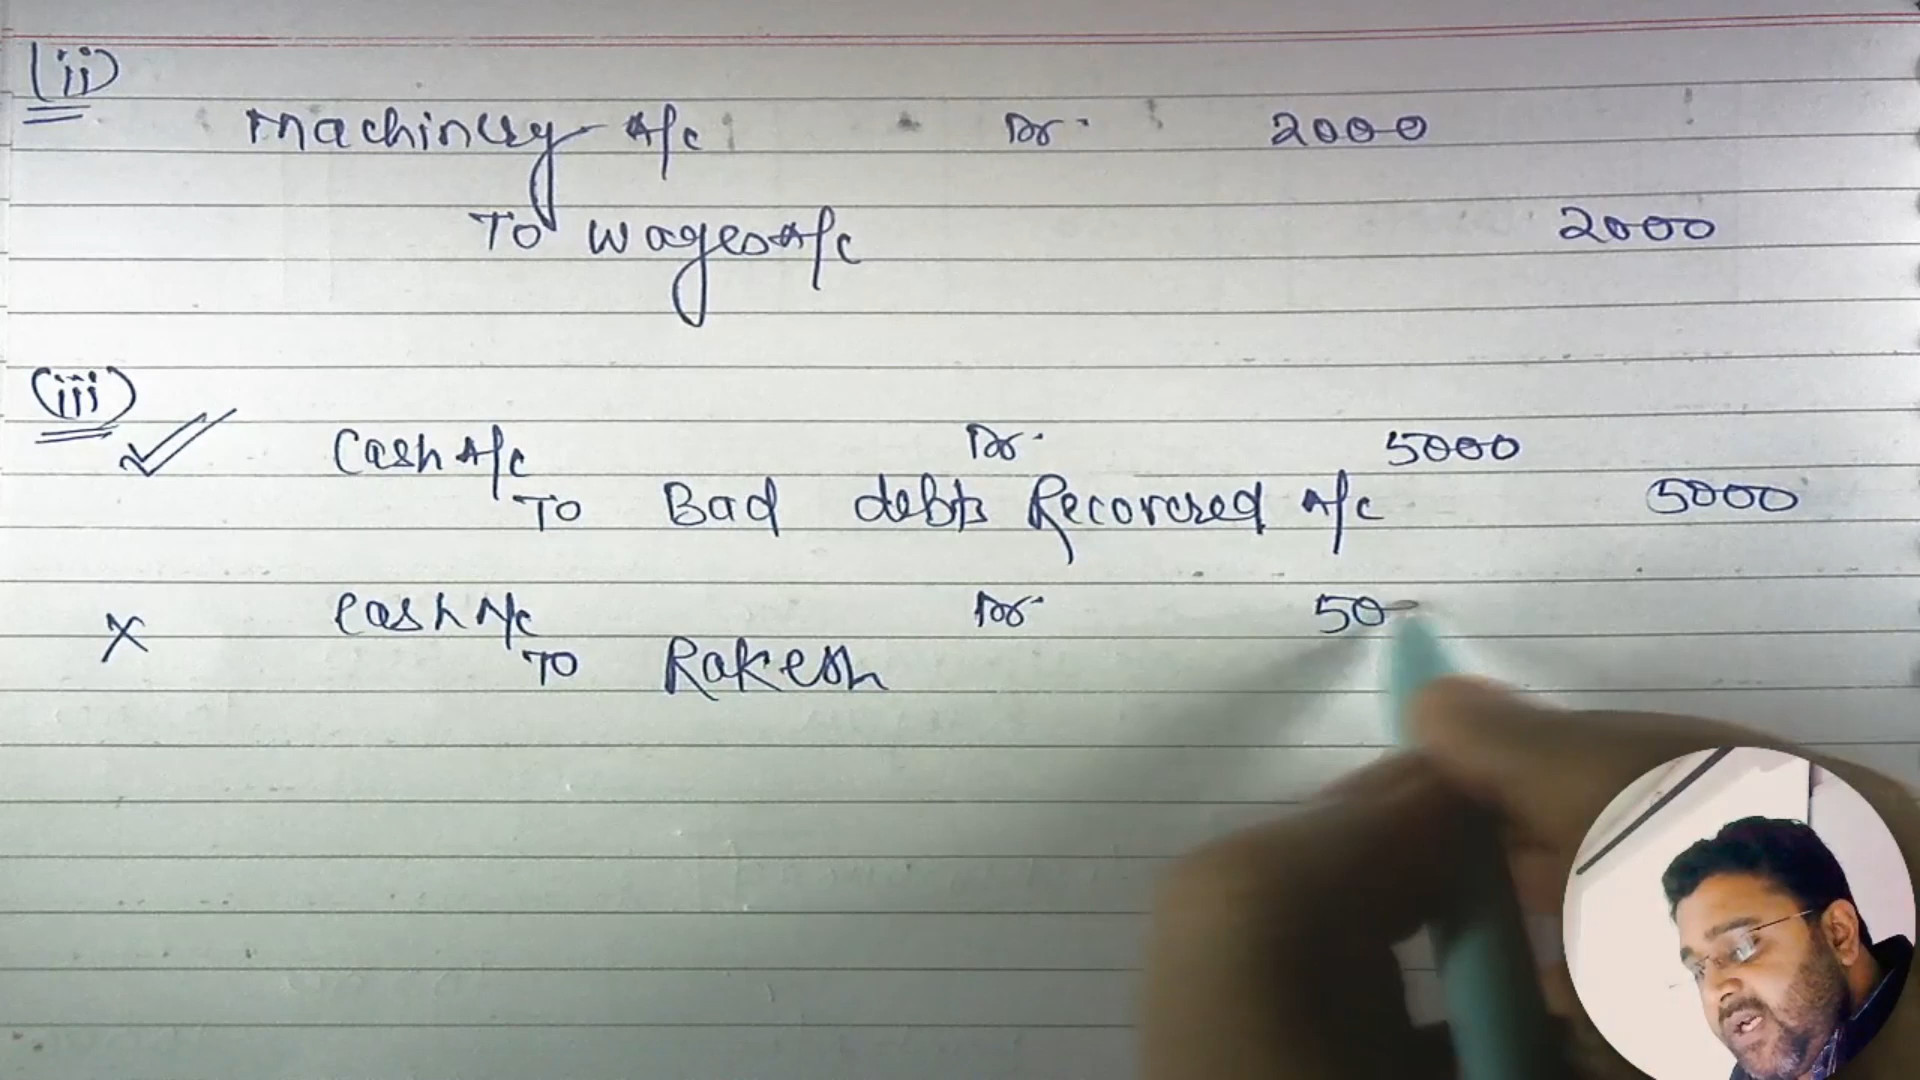 (ii)
Machinery A/c Dr. 2000
To Wages A/c 2000
(iii)
Cash A/c Dr. 5000
To Bad debts Recovered A/c 5000
X Cash A/c Dr. 50
To Rakesh